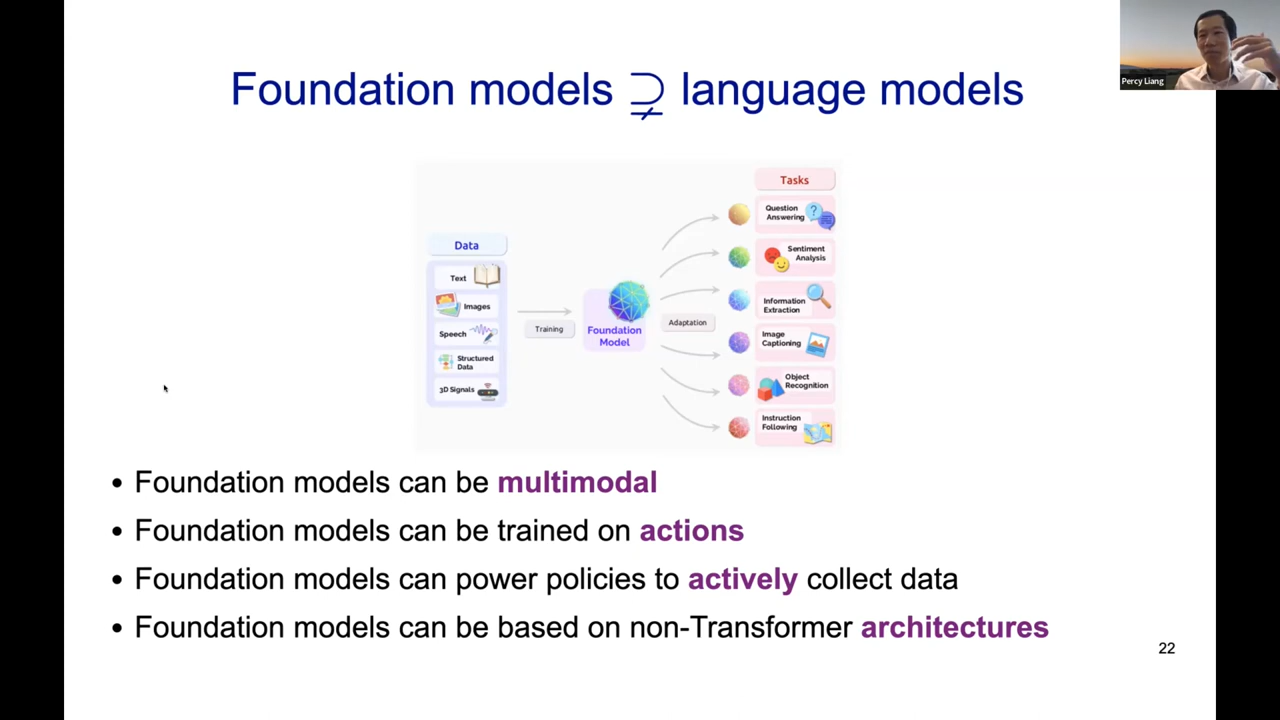 Percy Liang
Foundation models ⊋ language models
Data
Text
Images
Speech
Structured
Data
3D Signals
Training
Foundation
Model
Adaptation
Tasks
Question
Answering
?
Sentiment
Analysis
Information
Extraction
Image
Captioning
Object
Recognition
Instruction
Following
• Foundation models can be multimodal
• Foundation models can be trained on actions
• Foundation models can power policies to actively collect data
• Foundation models can be based on non-Transformer architectures
22